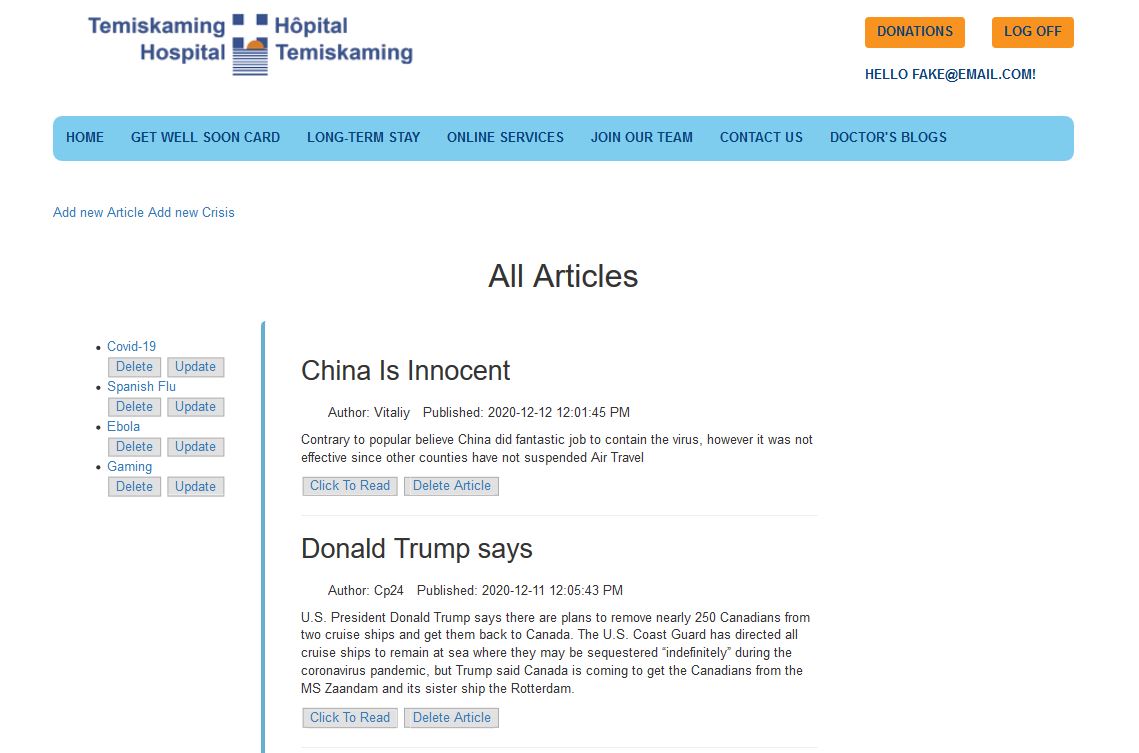 Temiskaming Hospital
Hôpital Temiskaming
DONATIONS
LOG OFF
HELLO FAKE@EMAIL.COM!
HOME GET WELL SOON CARD LONG-TERM STAY ONLINE SERVICES JOIN OUR TEAM CONTACT US DOCTOR'S BLOGS
Add new Article Add new Crisis
All Articles
Covid-19
Delete Update
Spanish Flu
Delete Update
Ebola
Delete Update
Gaming
Delete Update
China Is Innocent
Author: Vitaliy Published: 2020-12-12 12:01:45 PM
Contrary to popular believe China did fantastic job to contain the virus, however it was not
effective since other counties have not suspended Air Travel
Click To Read Delete Article
Donald Trump says
Author: Cp24 Published: 2020-12-11 12:05:43 PM
U.S. President Donald Trump says there are plans to remove nearly 250 Canadians from
two cruise ships and get them back to Canada. The U.S. Coast Guard has directed all
cruise ships to remain at sea where they may be sequestered “indefinitely” during the
coronavirus pandemic, but Trump said Canada is coming to get the Canadians from the
MS Zaandam and its sister ship the Rotterdam.
Click To Read Delete Article